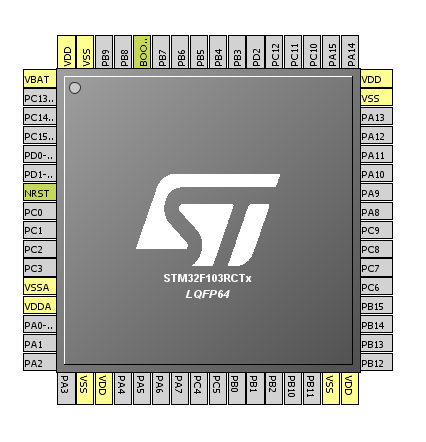 VDD
VSS
PB9
PB8
BOO..
PB7
PB6
PB5
PB4
PB3
PD2
PC12
PC11
PC10
PA15
PA14
VBAT
PC13..
PC14..
PC15..
PD0-..
PD1-..
NRST
PC0
PC1
PC2
PC3
VSSA
VDDA
PA0-..
PA1
PA2
ST
STM32F103RCTx
LQFP64
VDD
VSS
PA13
PA12
PA11
PA10
PA9
PA8
PC9
PC8
PC7
PC6
PB15
PB14
PB13
PB12
PA3
VSS
VDD
PA4
PA5
PA6
PA7
PC4
PC5
PB0
PB1
PB2
PB10
PB11
VSS
VDD